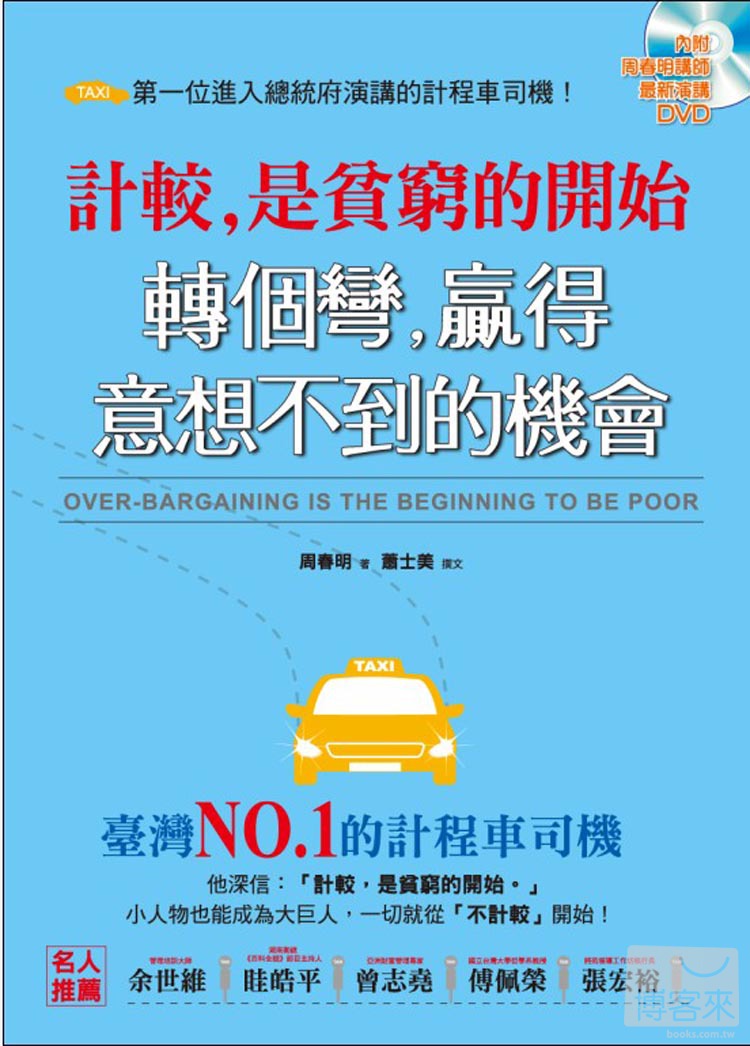 內附
周春明講師
最新演講
DVD
TAXI 第一位進入總統府演講的計程車司機！
計較，是貧窮的開始
轉個彎，贏得
意想不到的機會
OVER-BARGAINING IS THE BEGINNING TO BE POOR
周春明 著 蕭士美 撰文
TAXI
臺灣NO.1的計程車司機
他深信：「計較，是貧窮的開始。」
小人物也能成為大巨人，一切就從「不計較」開始！
名人
推薦
管理培訓大師
余世維
湖南衛視
《百科全說》節目主持人
眭皓平
亞洲財富管理專家
曾志堯
國立台灣大學哲學系教授
傅佩榮
張宏裕
博客來
books.com.tw